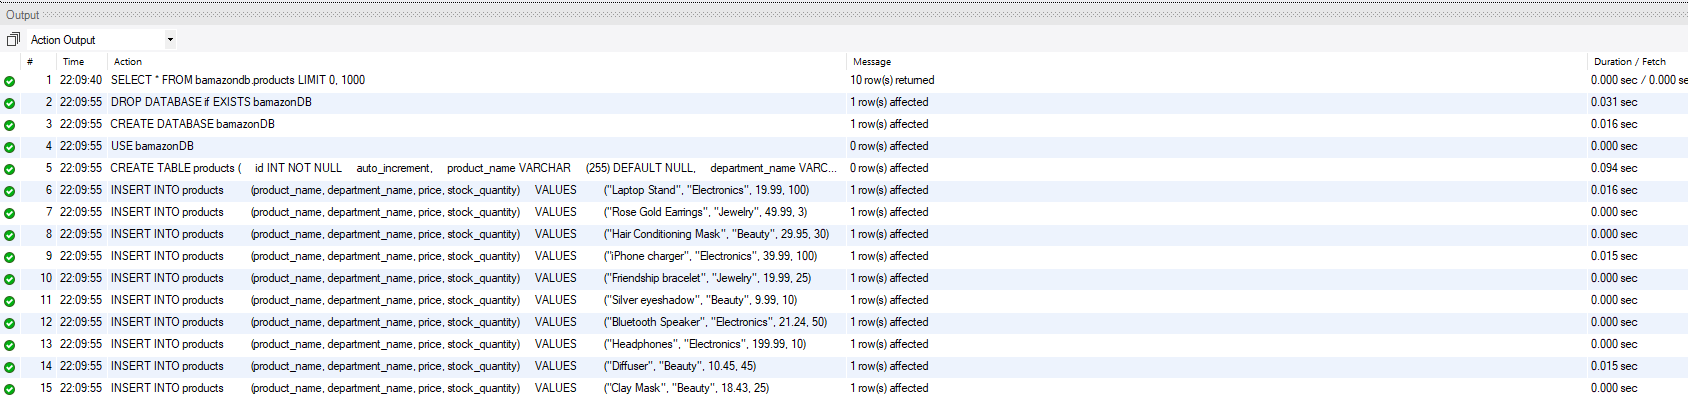 Output
Action Output
# Time Action Message Duration / Fetch
1 22:09:40 SELECT * FROM bamazondb.products LIMIT 0, 1000 10 row(s) returned 0.000 sec / 0.000 se
2 22:09:55 DROP DATABASE if EXISTS bamazonDB 1 row(s) affected 0.031 sec
3 22:09:55 CREATE DATABASE bamazonDB 1 row(s) affected 0.016 sec
4 22:09:55 USE bamazonDB 0 row(s) affected 0.000 sec
5 22:09:55 CREATE TABLE products ( id INT NOT NULL auto_increment, product_name VARCHAR (255) DEFAULT NULL, department_name VARC... 0 row(s) affected 0.094 sec
6 22:09:55 INSERT INTO products (product_name, department_name, price, stock_quantity) VALUES ("Laptop Stand", "Electronics", 19.99, 100) 1 row(s) affected 0.016 sec
7 22:09:55 INSERT INTO products (product_name, department_name, price, stock_quantity) VALUES ("Rose Gold Earrings", "Jewelry", 49.99, 3) 1 row(s) affected 0.000 sec
8 22:09:55 INSERT INTO products (product_name, department_name, price, stock_quantity) VALUES ("Hair Conditioning Mask", "Beauty", 29.95, 30) 1 row(s) affected 0.000 sec
9 22:09:55 INSERT INTO products (product_name, department_name, price, stock_quantity) VALUES ("iPhone charger", "Electronics", 39.99, 100) 1 row(s) affected 0.015 sec
10 22:09:55 INSERT INTO products (product_name, department_name, price, stock_quantity) VALUES ("Friendship bracelet", "Jewelry", 19.99, 25) 1 row(s) affected 0.000 sec
11 22:09:55 INSERT INTO products (product_name, department_name, price, stock_quantity) VALUES ("Silver eyeshadow", "Beauty", 9.99, 10) 1 row(s) affected 0.000 sec
12 22:09:55 INSERT INTO products (product_name, department_name, price, stock_quantity) VALUES ("Bluetooth Speaker", "Electronics", 21.24, 50) 1 row(s) affected 0.000 sec
13 22:09:55 INSERT INTO products (product_name, department_name, price, stock_quantity) VALUES ("Headphones", "Electronics", 199.99, 10) 1 row(s) affected 0.000 sec
14 22:09:55 INSERT INTO products (product_name, department_name, price, stock_quantity) VALUES ("Diffuser", "Beauty", 10.45, 45) 1 row(s) affected 0.015 sec
15 22:09:55 INSERT INTO products (product_name, department_name, price, stock_quantity) VALUES ("Clay Mask", "Beauty", 18.43, 25) 1 row(s) affected 0.000 sec